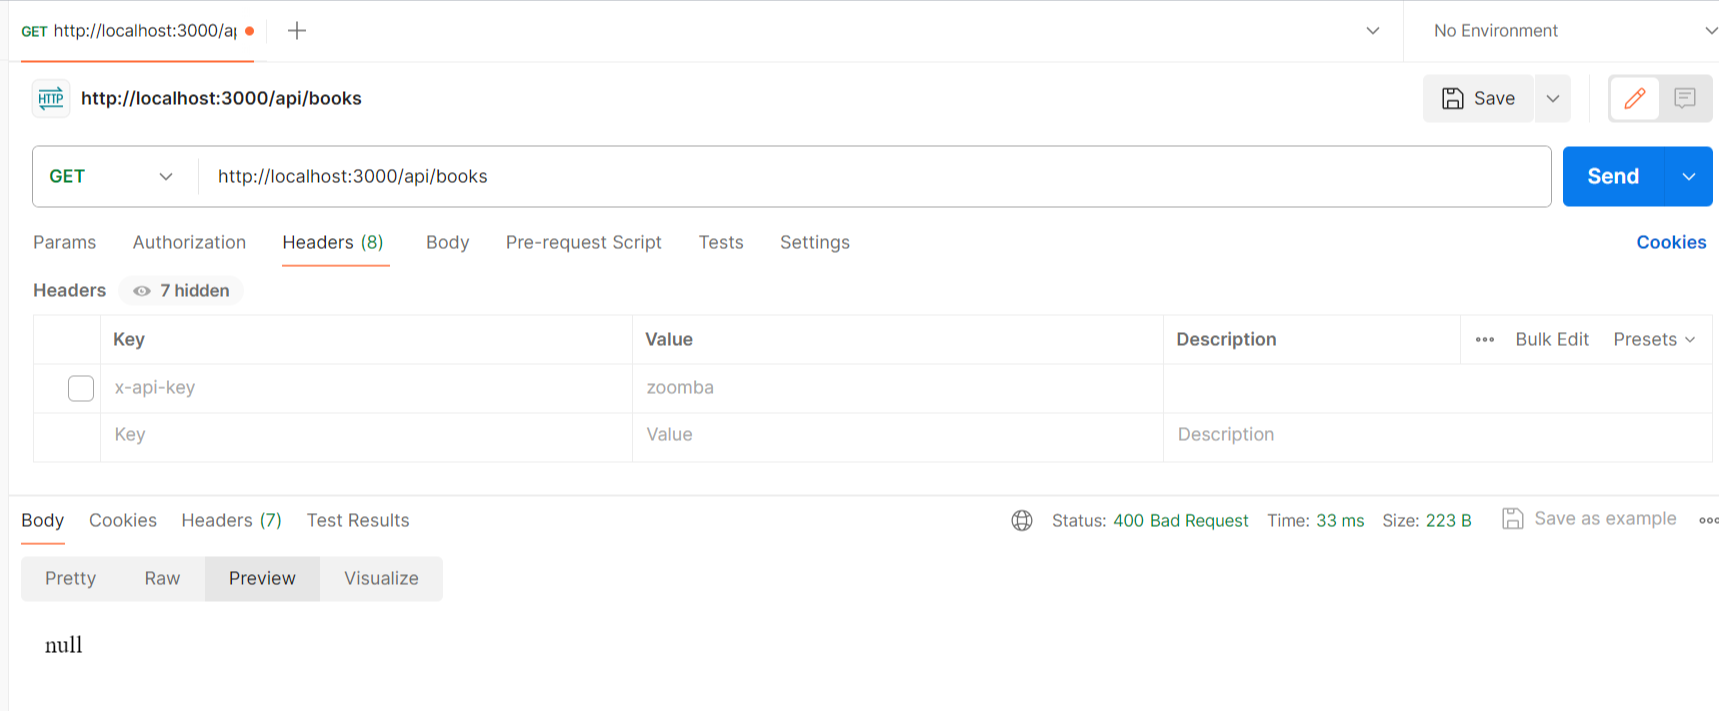 GET http://localhost:3000/a
No Environment
HTTP http://localhost:3000/api/books
Save
GET http://localhost:3000/api/books
Send
Params Authorization Headers (8) Body Pre-request Script Tests Settings Cookies
Headers 7 hidden
Key Value Description Bulk Edit Presets
x-api-key zoomba
Key Value Description
Body Cookies Headers (7) Test Results Status: 400 Bad Request Time: 33 ms Size: 223 B Save as example
Pretty Raw Preview Visualize
null